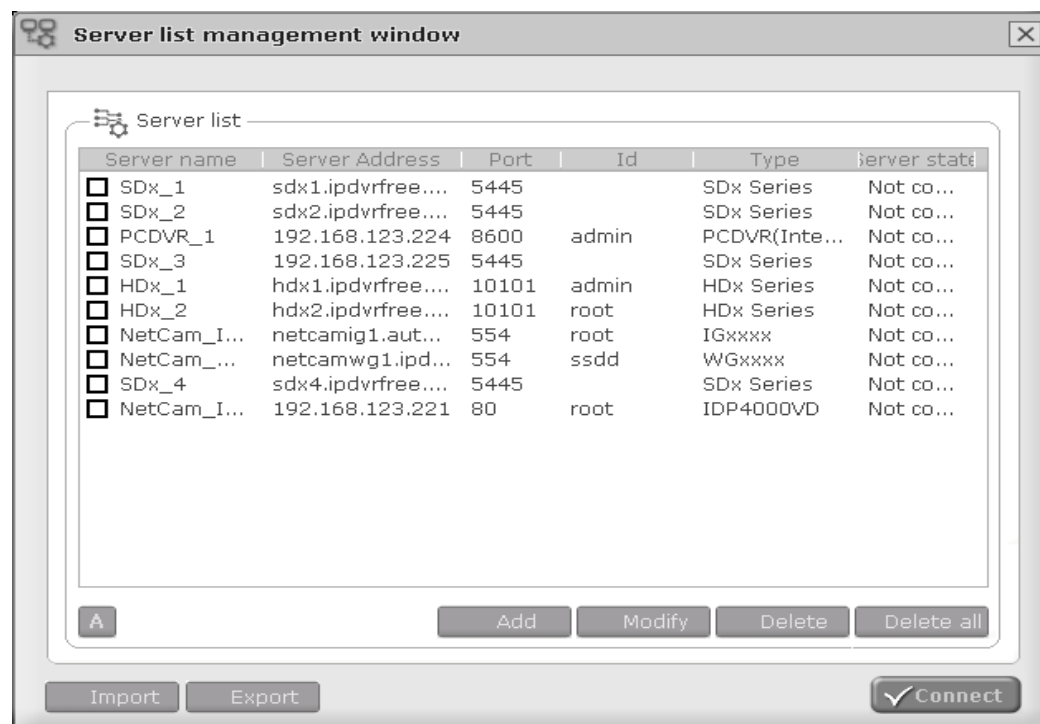 Server list management window
Server list
Server name Server Address Port Id Type Server state
SDx_1 sdx1.ipdvrfree.... 5445 SDx Series Not co...
SDx_2 sdx2.ipdvrfree.... 5445 SDx Series Not co...
PCDVR_1 192.168.123.224 8600 admin PCDVR(Inte... Not co...
SDx_3 192.168.123.225 5445 SDx Series Not co...
HDx_1 hdx1.ipdvrfree.... 10101 admin HDx Series Not co...
HDx_2 hdx2.ipdvrfree.... 10101 root HDx Series Not co...
NetCam_I... netcamig1.aut... 554 root IGxxxx Not co...
NetCam_... netcamwg1.ipd... 554 ssdd WGxxxx Not co...
SDx_4 sdx4.ipdvrfree.... 5445 SDx Series Not co...
NetCam_I... 192.168.123.221 80 root IDP4000VD Not co...
A Add Modify Delete Delete all
Import Export Connect